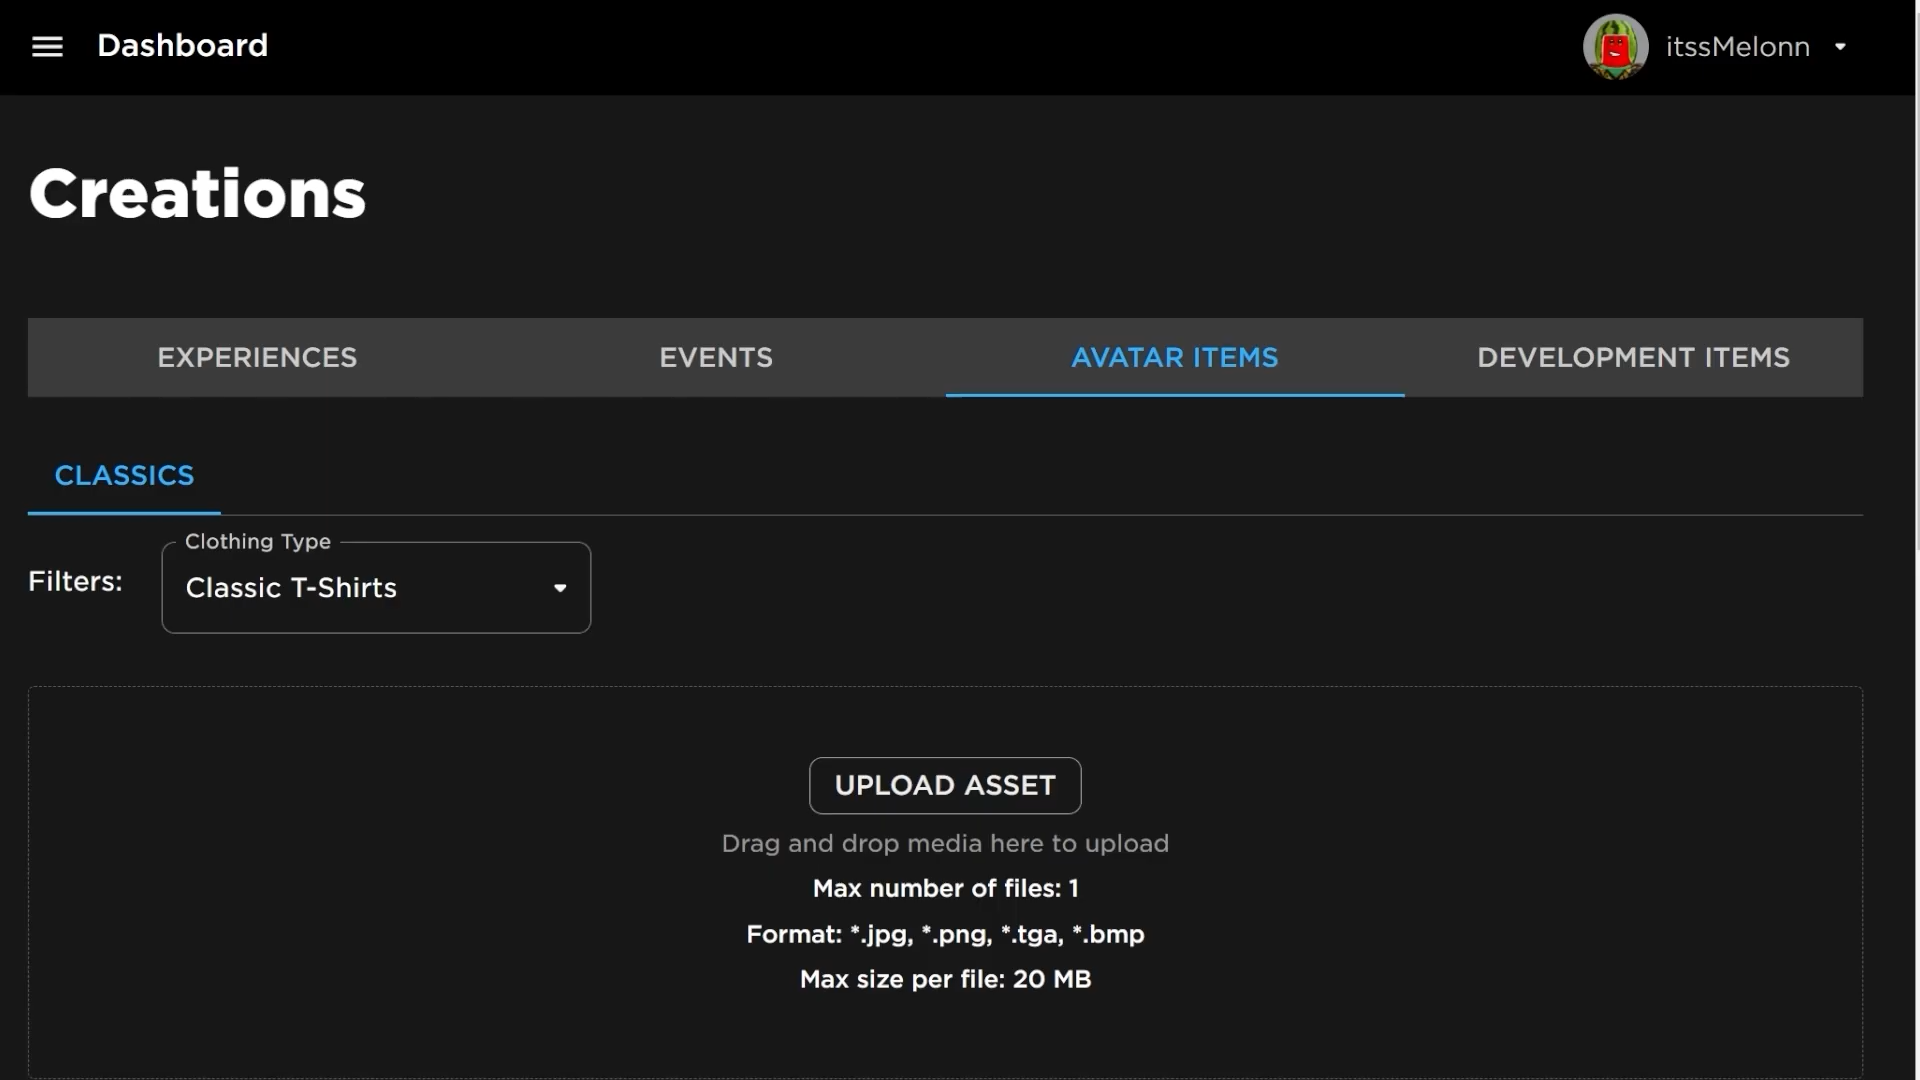 Dashboard
itssMelonn
Creations
EXPERIENCES
EVENTS
AVATAR ITEMS
DEVELOPMENT ITEMS
CLASSICS
Filters:
Clothing Type
Classic T-Shirts
UPLOAD ASSET
Drag and drop media here to upload
Max number of files: 1
Format: *.jpg, *.png, *.tga, *.bmp
Max size per file: 20 MB